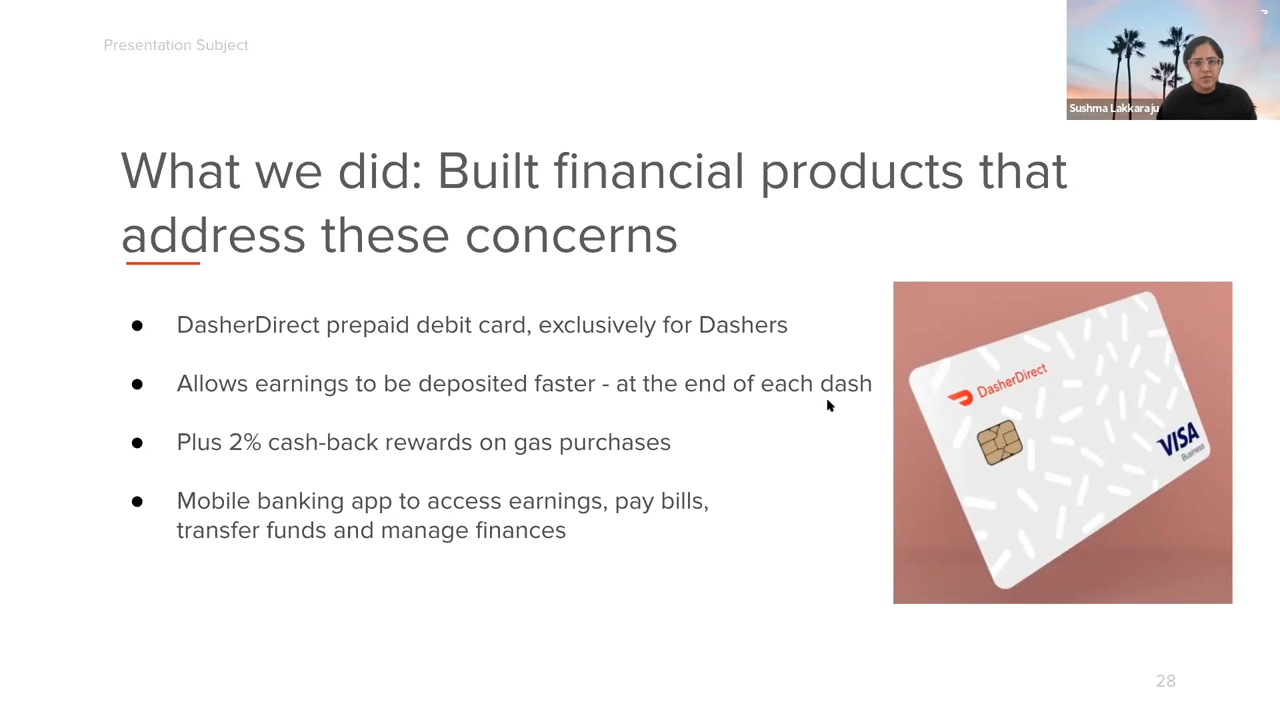 Presentation Subject
Sushma Lakkaraju
What we did: Built financial products that
address these concerns
● DasherDirect prepaid debit card, exclusively for Dashers
● Allows earnings to be deposited faster - at the end of each dash
● Plus 2% cash-back rewards on gas purchases
● Mobile banking app to access earnings, pay bills,
transfer funds and manage finances
DasherDirect
VISA
Business
28